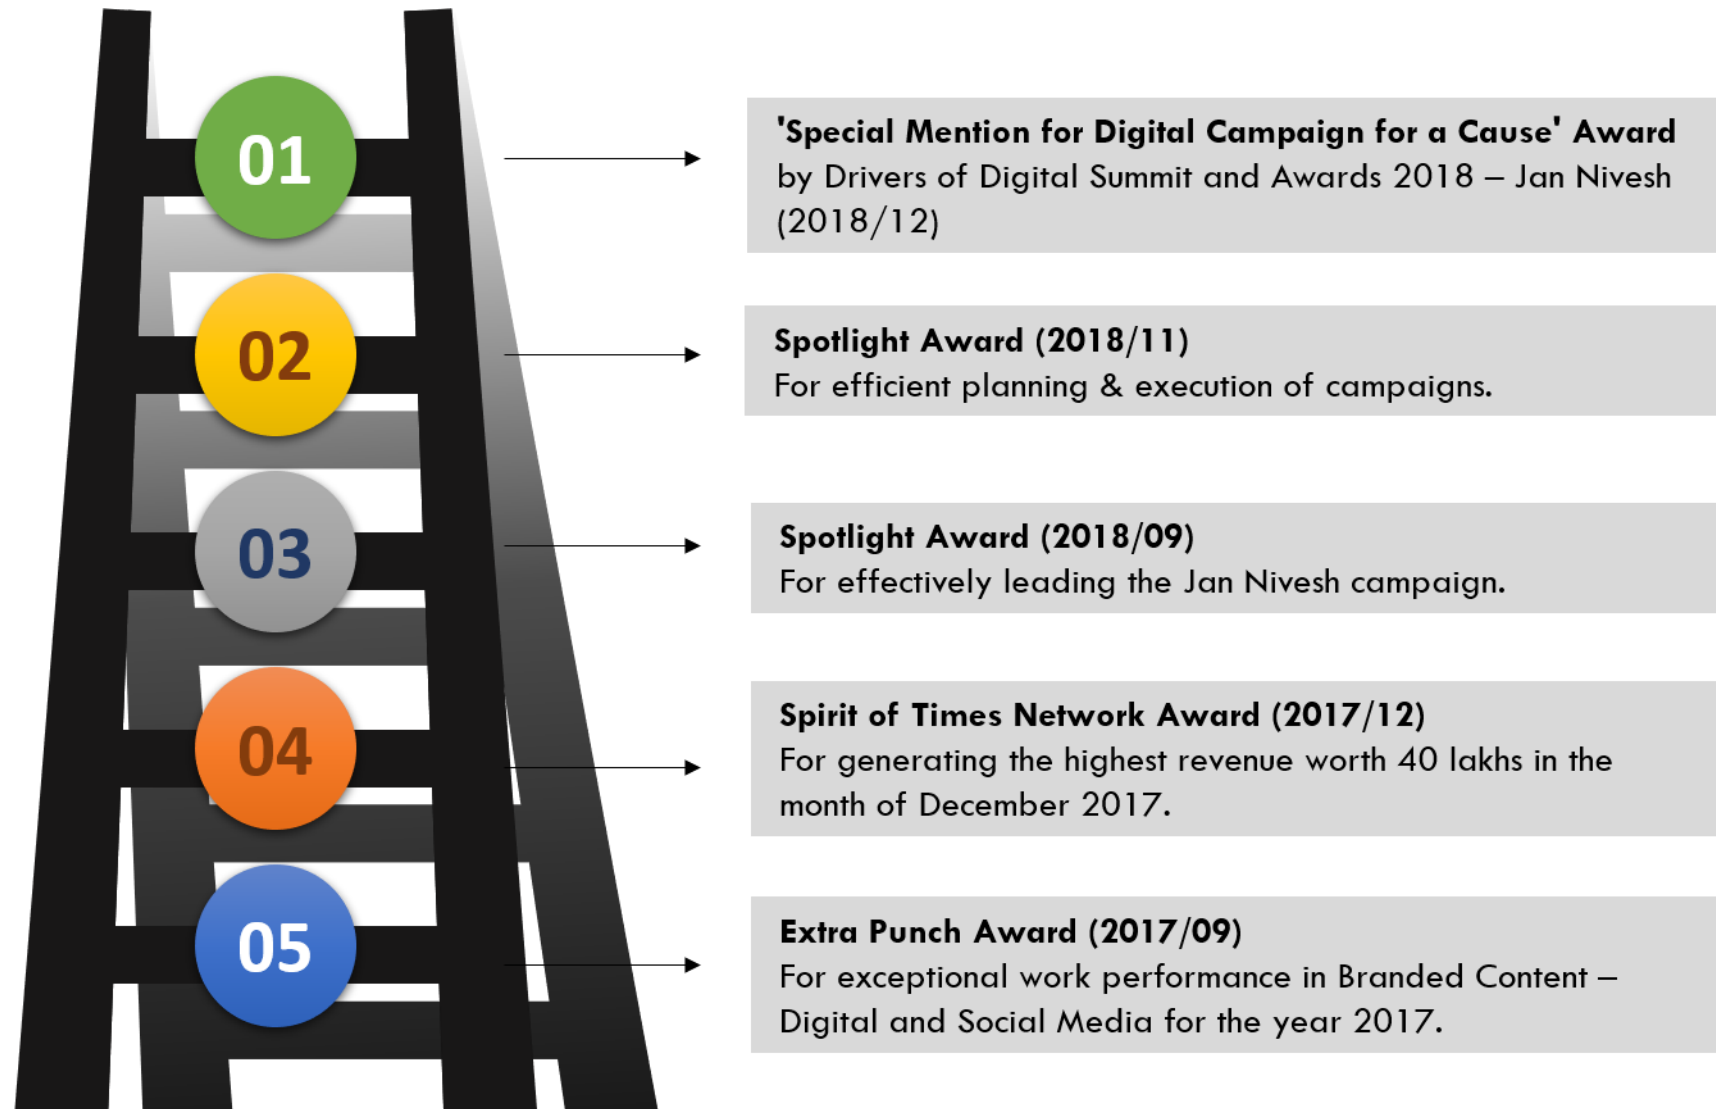 01
'Special Mention for Digital Campaign for a Cause' Award
by Drivers of Digital Summit and Awards 2018 – Jan Nivesh
(2018/12)
02
Spotlight Award (2018/11)
For efficient planning & execution of campaigns.
03
Spotlight Award (2018/09)
For effectively leading the Jan Nivesh campaign.
04
Spirit of Times Network Award (2017/12)
For generating the highest revenue worth 40 lakhs in the
month of December 2017.
05
Extra Punch Award (2017/09)
For exceptional work performance in Branded Content –
Digital and Social Media for the year 2017.